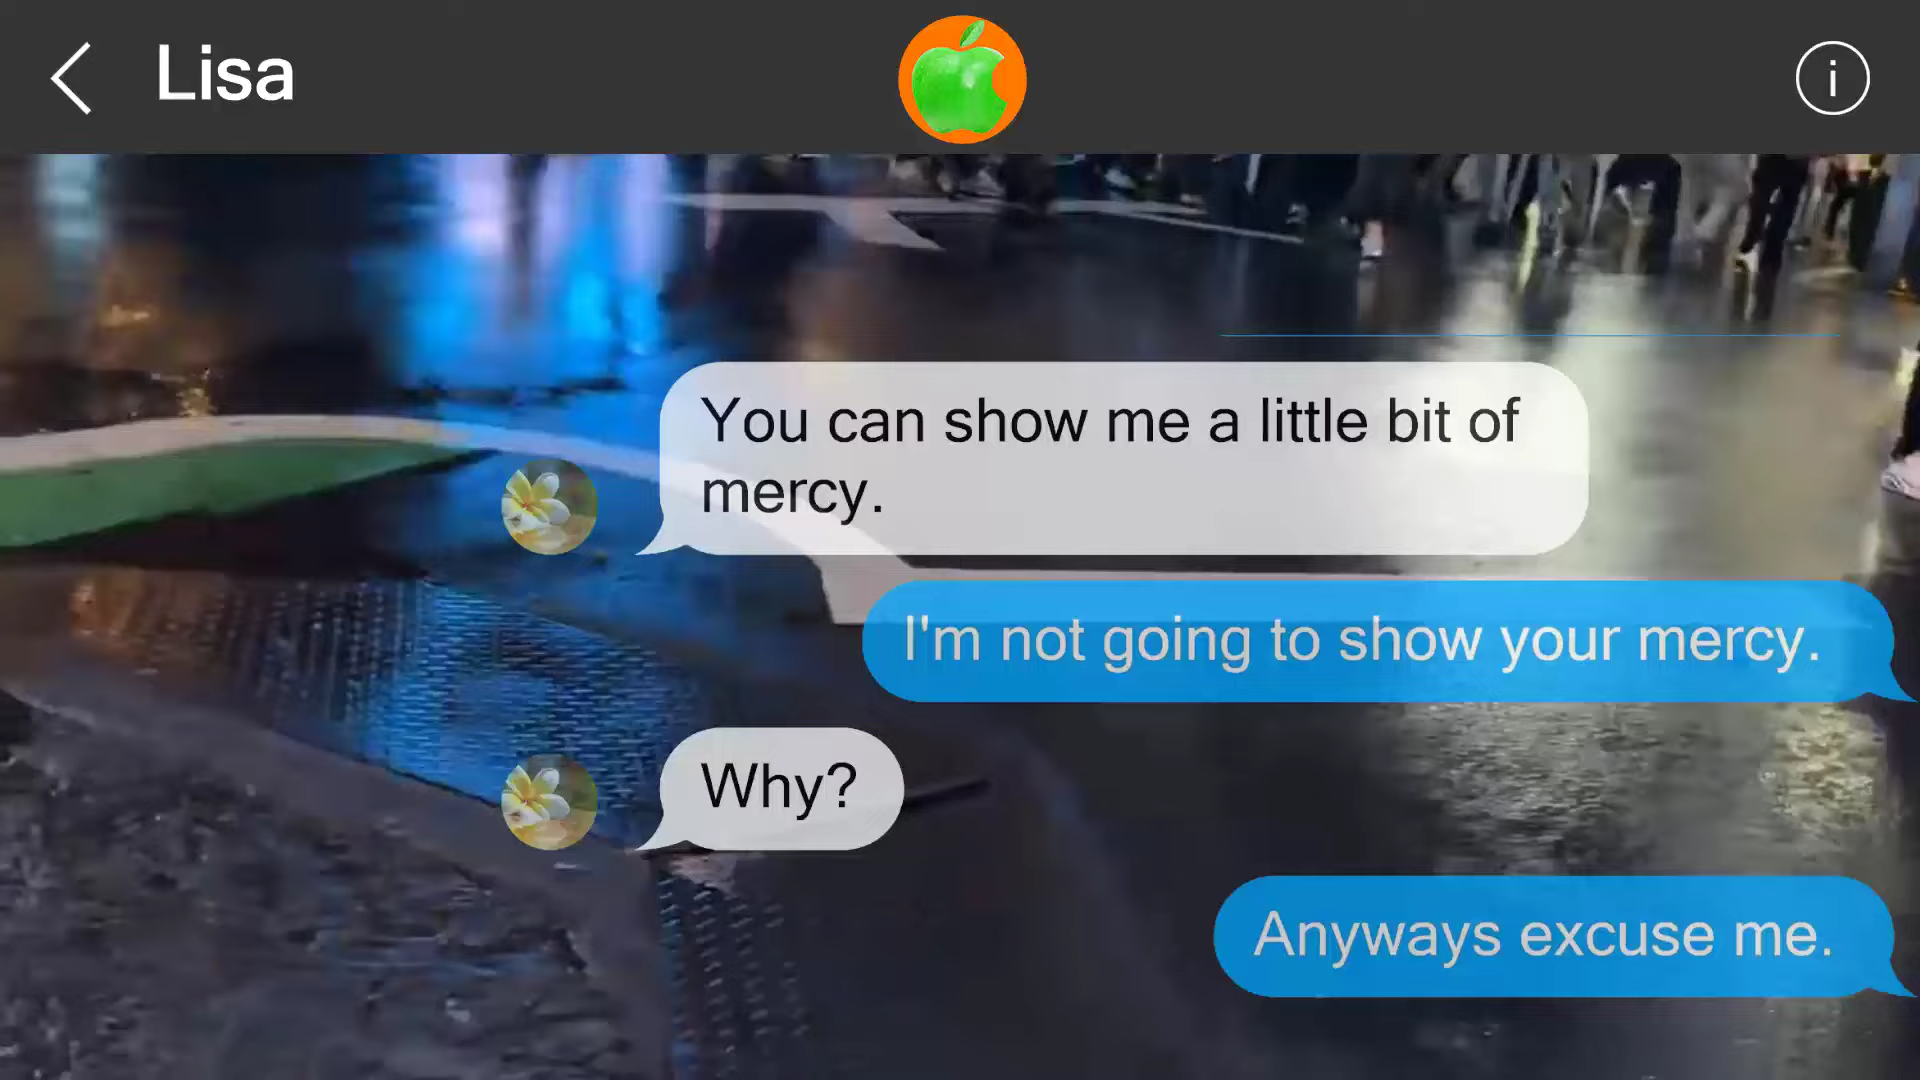 Lisa
You can show me a little bit of
mercy.
I'm not going to show your mercy.
Why?
Anyways excuse me.